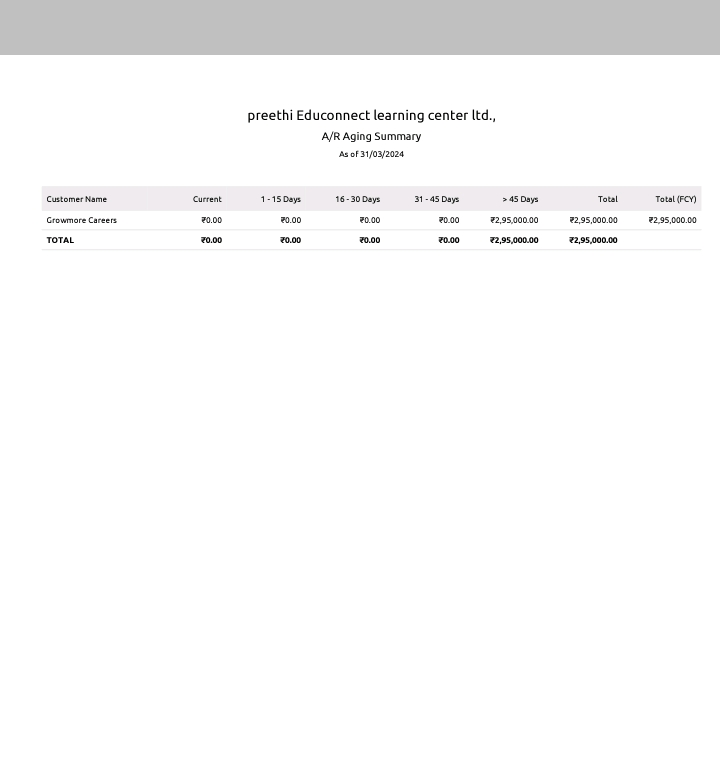 preethi Educonnect learning center ltd.,
A/R Aging Summary
As of 31/03/2024
Customer Name Current 1 - 15 Days 16 - 30 Days 31 - 45 Days > 45 Days Total Total (FCY)
Growmore Careers ₹0.00 ₹0.00 ₹0.00 ₹0.00 ₹2,95,000.00 ₹2,95,000.00 ₹2,95,000.00
TOTAL ₹0.00 ₹0.00 ₹0.00 ₹0.00 ₹2,95,000.00 ₹2,95,000.00